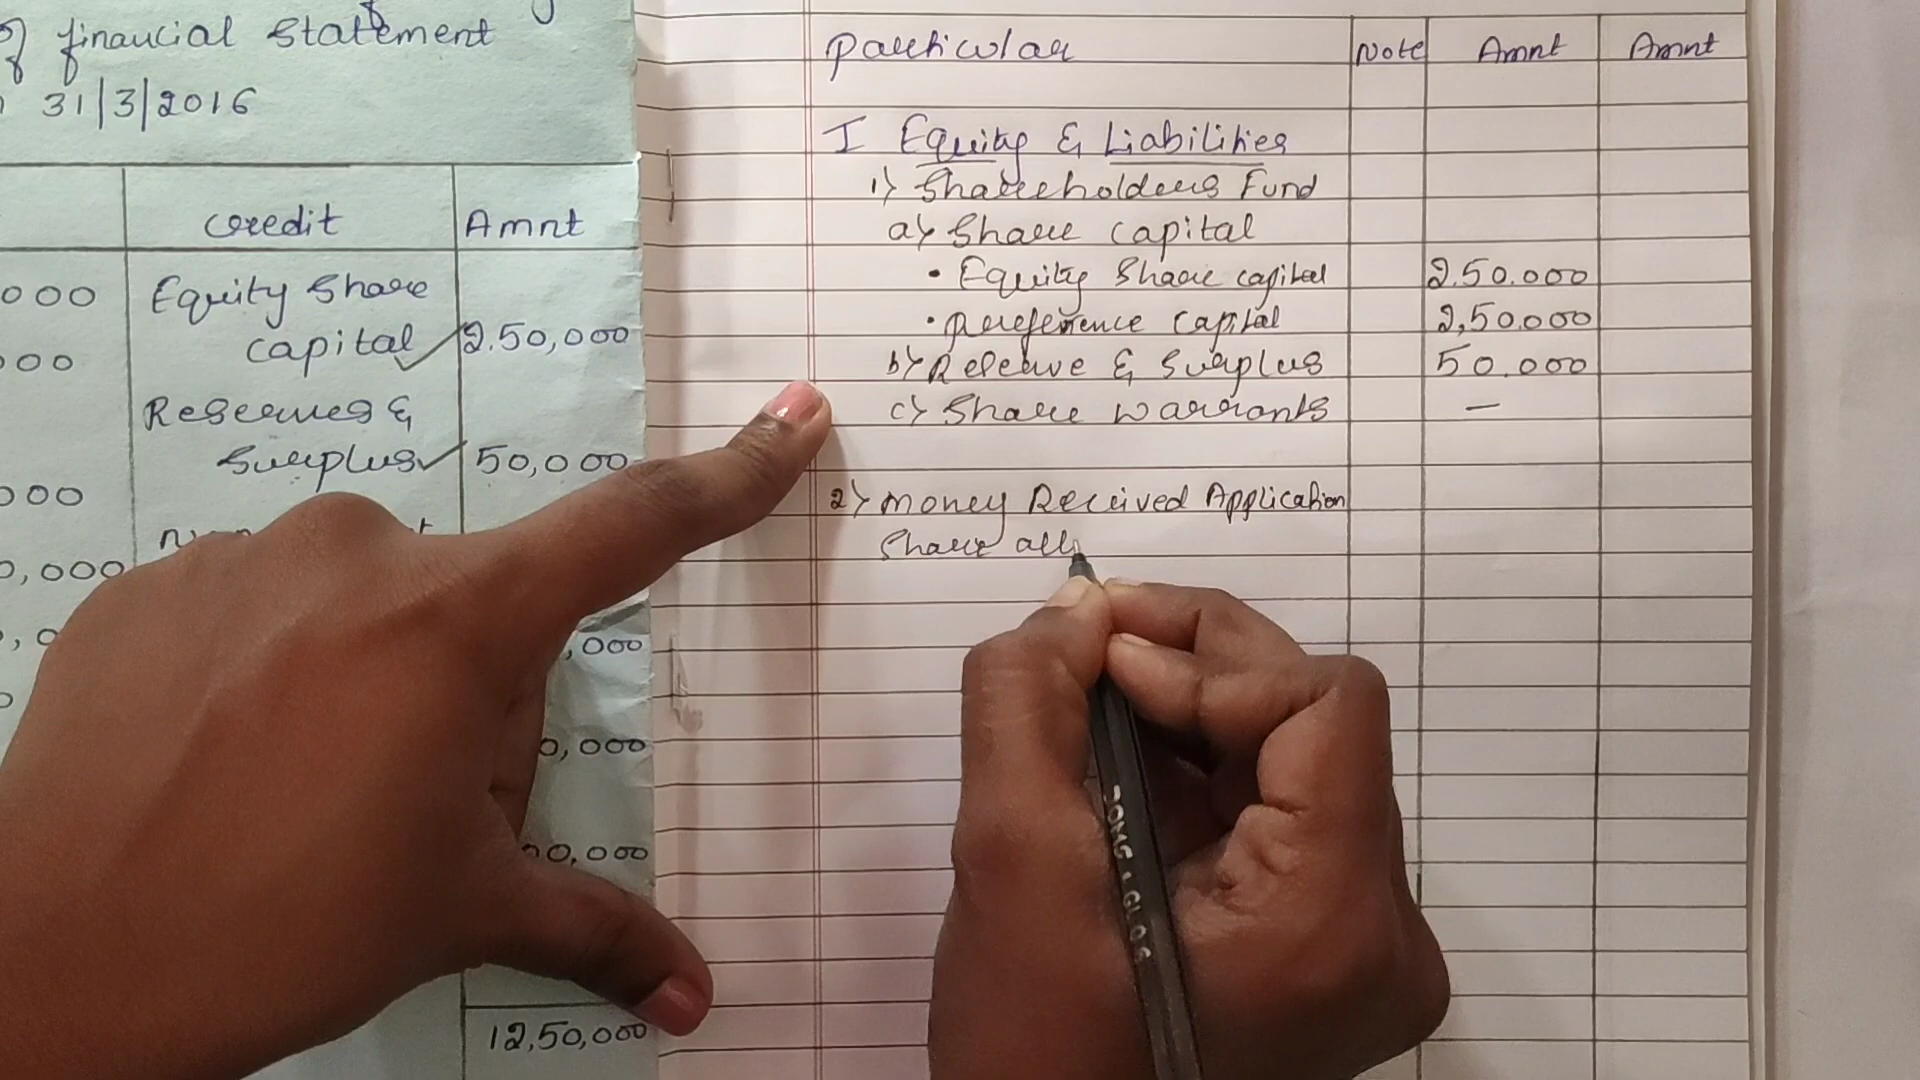 of financial Statement
31/3/2016
credit Amnt
000 Equity Share
capital 2.50,000
000
Reserves &
Surplus 50,000
000
0,000
,000
0,000
00,000
12,50,000
Particular Note Amnt Amnt
I Equity & Liabilities
1) Shareholders Fund
a) Share capital
• Equity Share capital 2.50.000
• Preference capital 2,50.000
b) Reserve & Surplus 50.000
c) Share warrants —
2) Money Received Application
Share all
DOMS